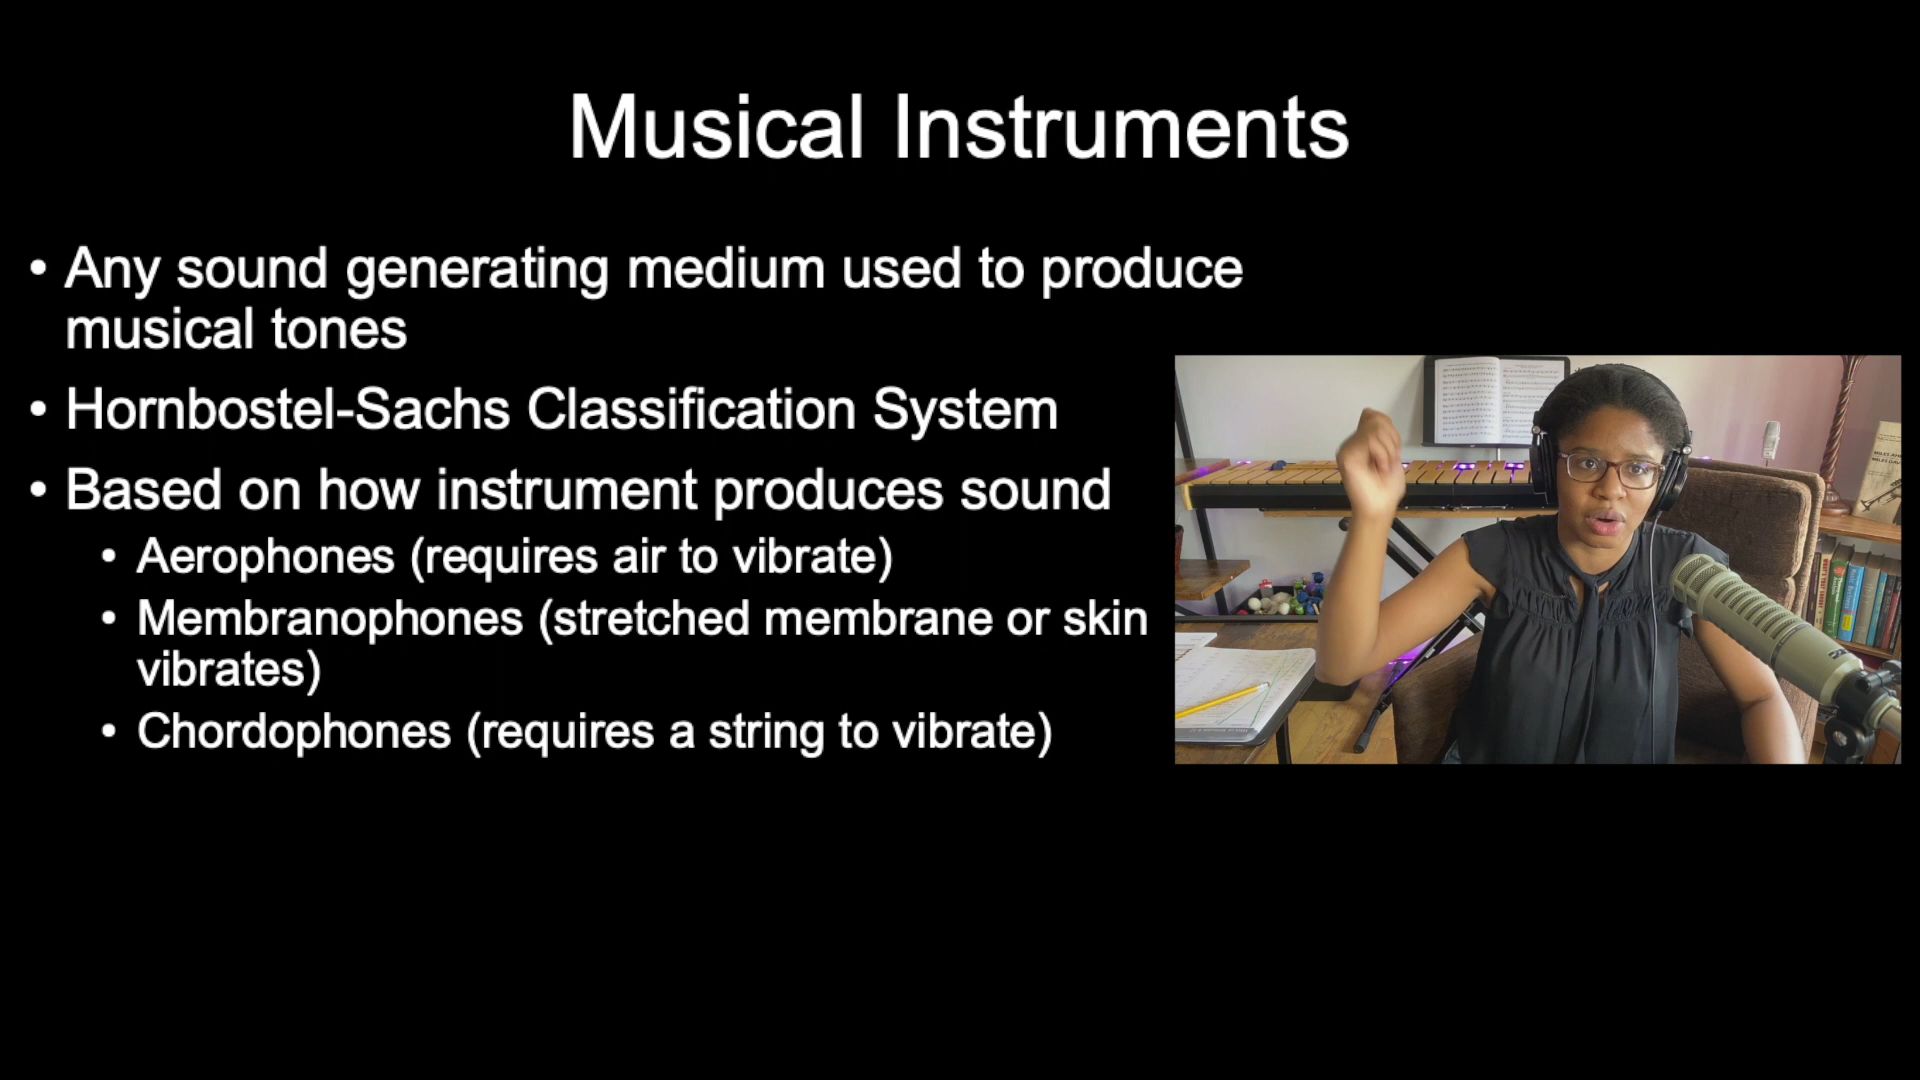 Musical Instruments
• Any sound generating medium used to produce
musical tones
• Hornbostel-Sachs Classification System
• Based on how instrument produces sound
• Aerophones (requires air to vibrate)
• Membranophones (stretched membrane or skin
vibrates)
• Chordophones (requires a string to vibrate)